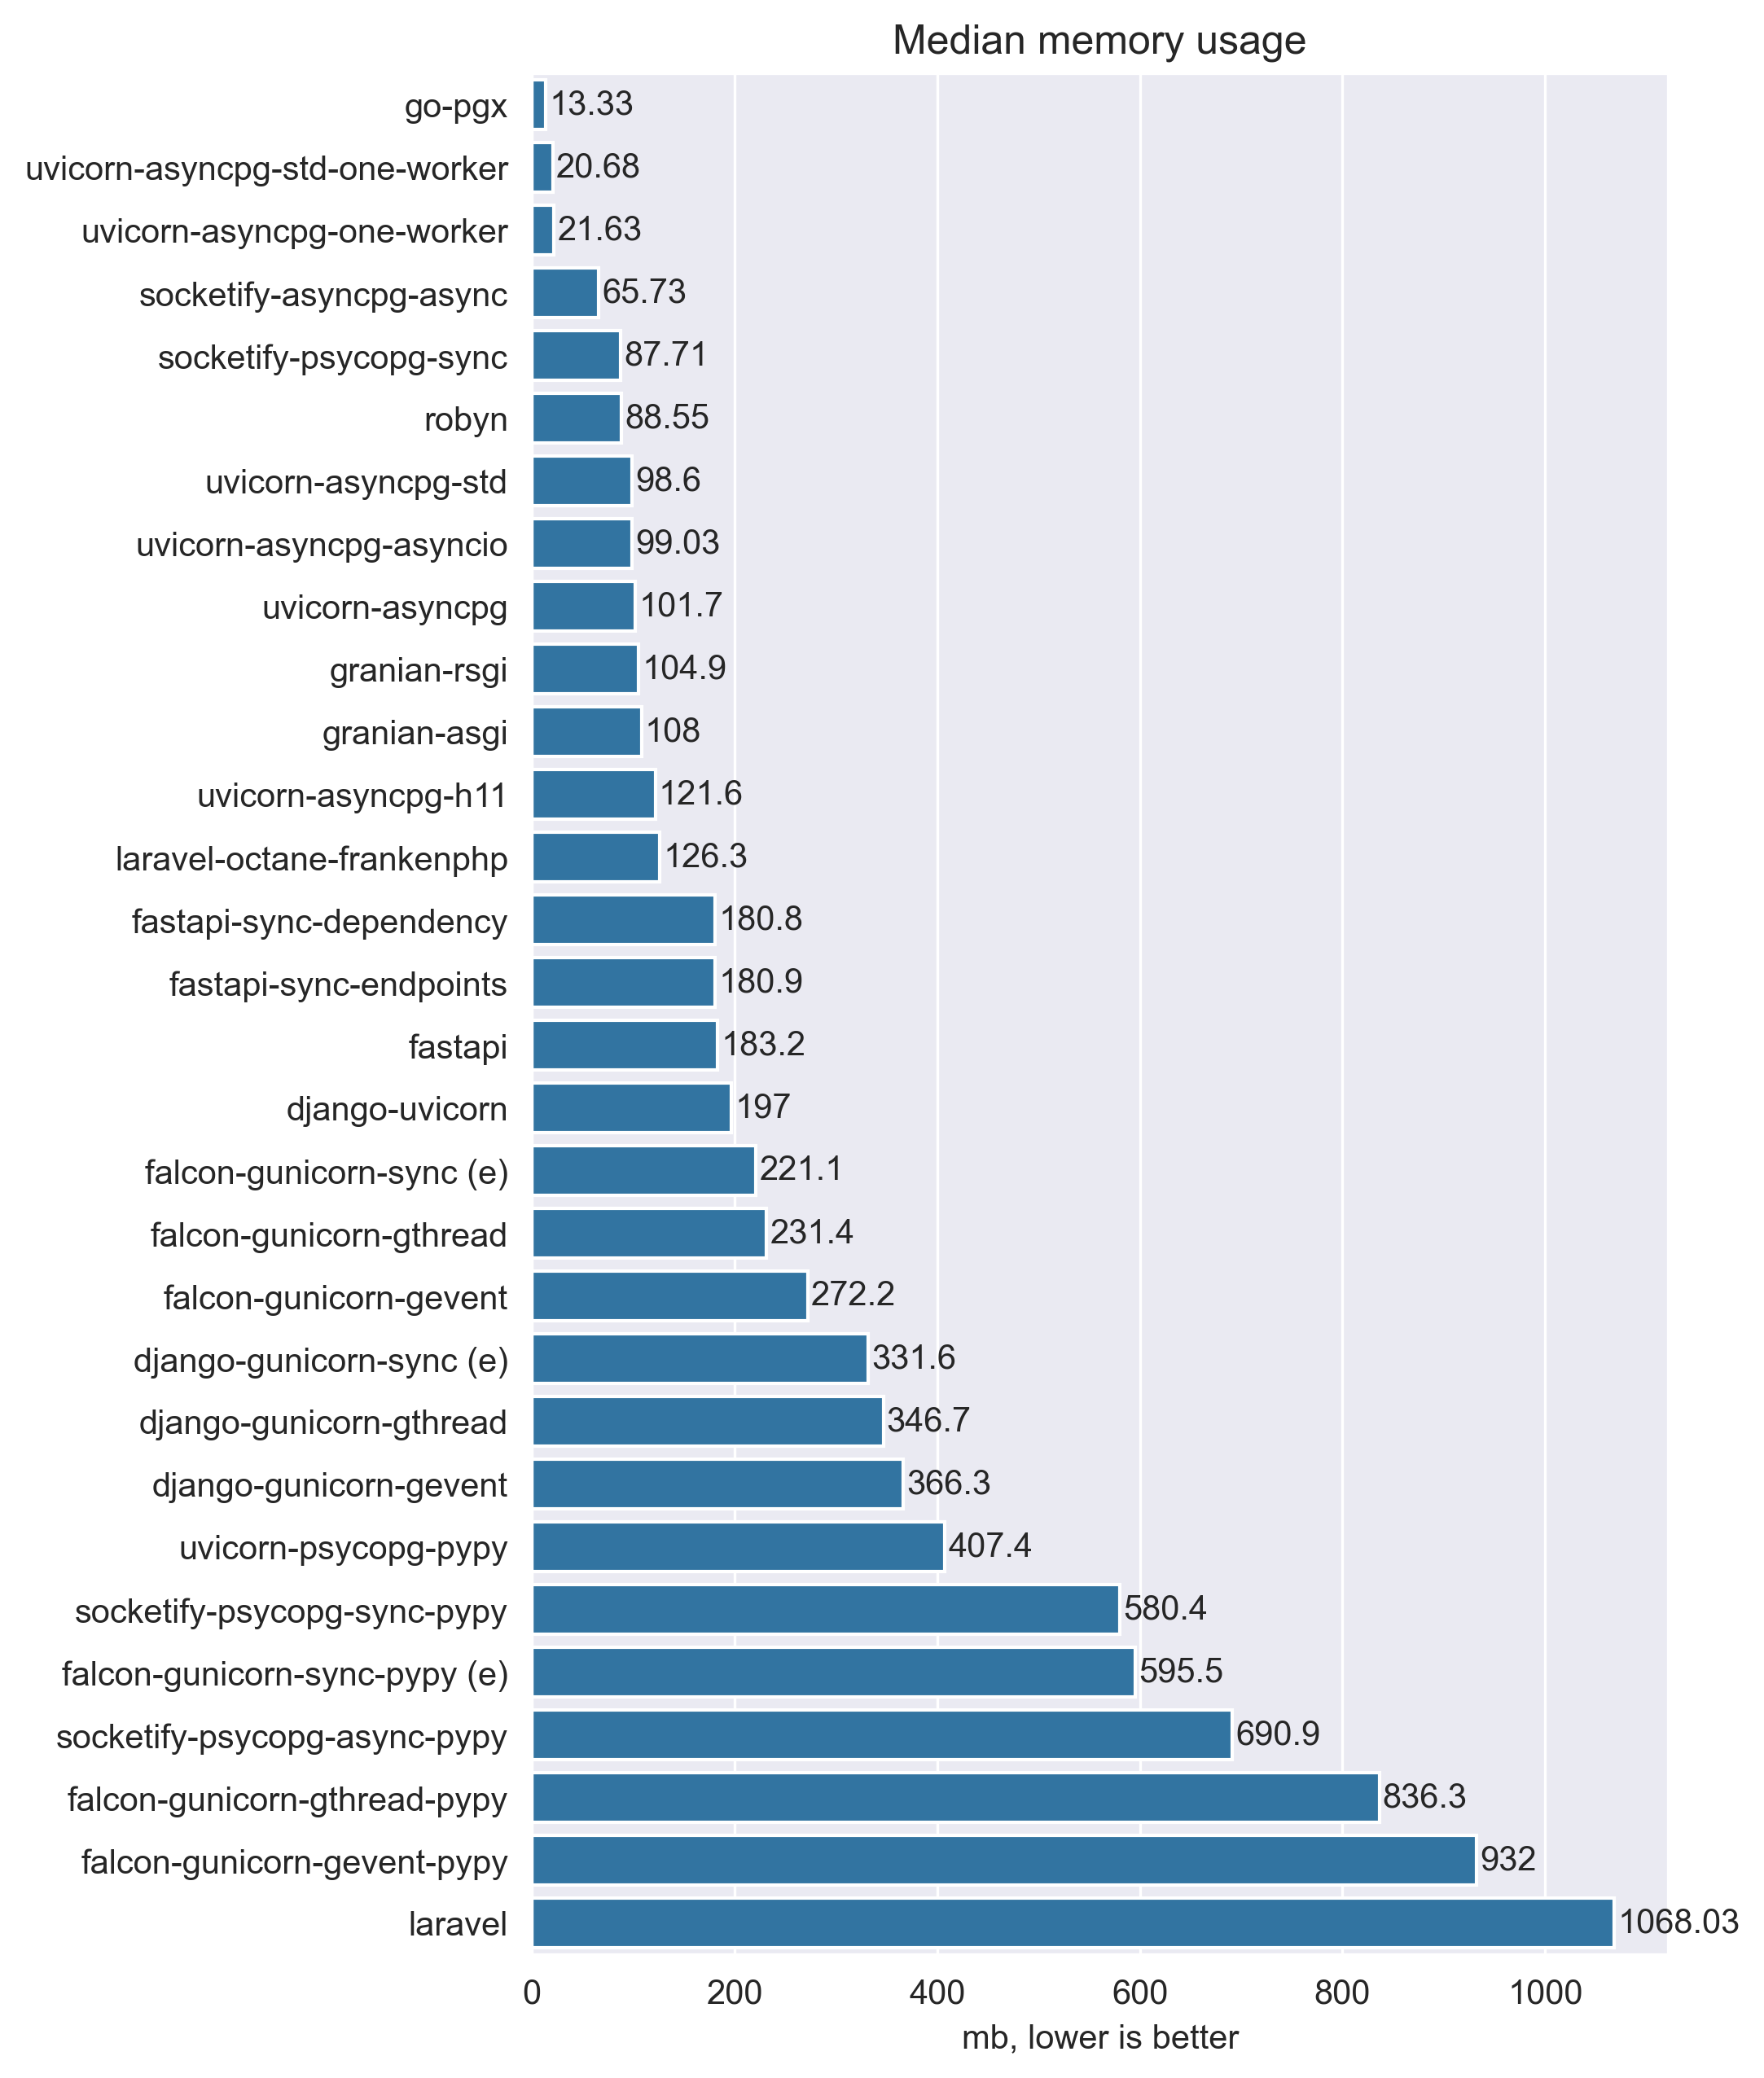 Median memory usage
go-pgx 13.33
uvicorn-asyncpg-std-one-worker 20.68
uvicorn-asyncpg-one-worker 21.63
socketify-asyncpg-async 65.73
socketify-psycopg-sync 87.71
robyn 88.55
uvicorn-asyncpg-std 98.6
uvicorn-asyncpg-asyncio 99.03
uvicorn-asyncpg 101.7
granian-rsgi 104.9
granian-asgi 108
uvicorn-asyncpg-h11 121.6
laravel-octane-frankenphp 126.3
fastapi-sync-dependency 180.8
fastapi-sync-endpoints 180.9
fastapi 183.2
django-uvicorn 197
falcon-gunicorn-sync (e) 221.1
falcon-gunicorn-gthread 231.4
falcon-gunicorn-gevent 272.2
django-gunicorn-sync (e) 331.6
django-gunicorn-gthread 346.7
django-gunicorn-gevent 366.3
uvicorn-psycopg-pypy 407.4
socketify-psycopg-sync-pypy 580.4
falcon-gunicorn-sync-pypy (e) 595.5
socketify-psycopg-async-pypy 690.9
falcon-gunicorn-gthread-pypy 836.3
falcon-gunicorn-gevent-pypy 932
laravel 1068.03
0 200 400 600 800 1000
mb, lower is better